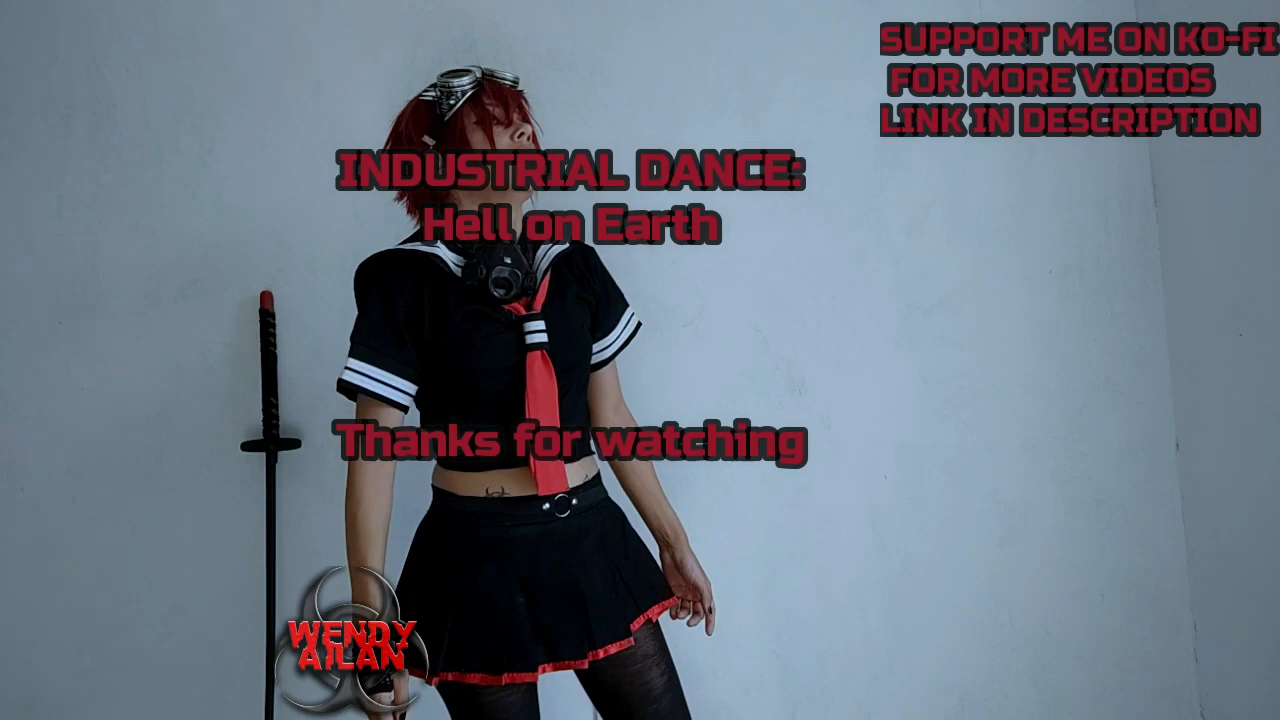 SUPPORT ME ON KO-FI
FOR MORE VIDEOS
LINK IN DESCRIPTION
INDUSTRIAL DANCE:
Hell on Earth
Thanks for watching
WENDY
AILAN